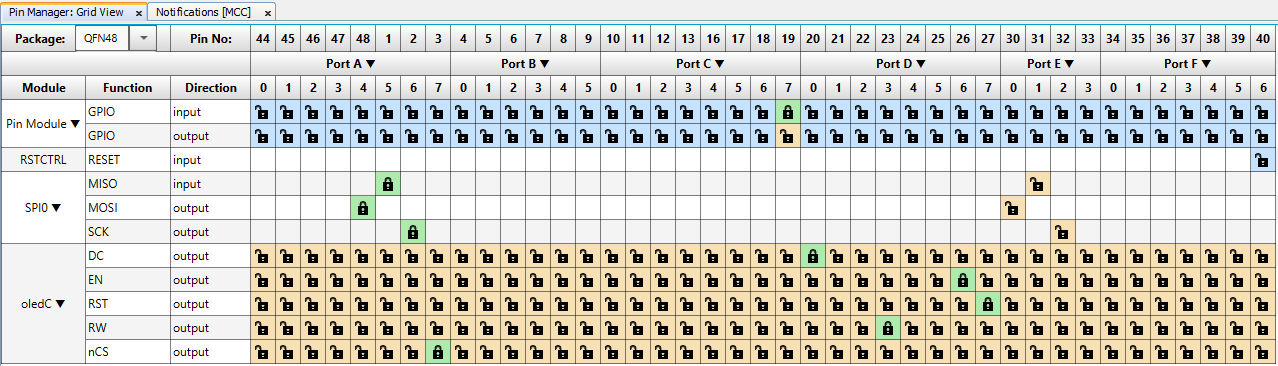 Pin Manager: Grid View × Notifications [MCC] ×
Package: QFN48 Pin No: 44 45 46 47 48 1 2 3 4 5 6 7 8 9 10 11 12 13 16 17 18 19 20 21 22 23 24 25 26 27 30 31 32 33 34 35 36 37 38 39 40
Port A ▼ Port B ▼ Port C ▼ Port D ▼ Port E ▼ Port F ▼
Module Function Direction 0 1 2 3 4 5 6 7 0 1 2 3 4 5 0 1 2 3 4 5 6 7 0 1 2 3 4 5 6 7 0 1 2 3 0 1 2 3 4 5 6
Pin Module ▼ GPIO input
GPIO output
RSTCTRL RESET input
SPI0 ▼ MISO input
MOSI output
SCK output
oledC ▼ DC output
EN output
RST output
RW output
nCS output